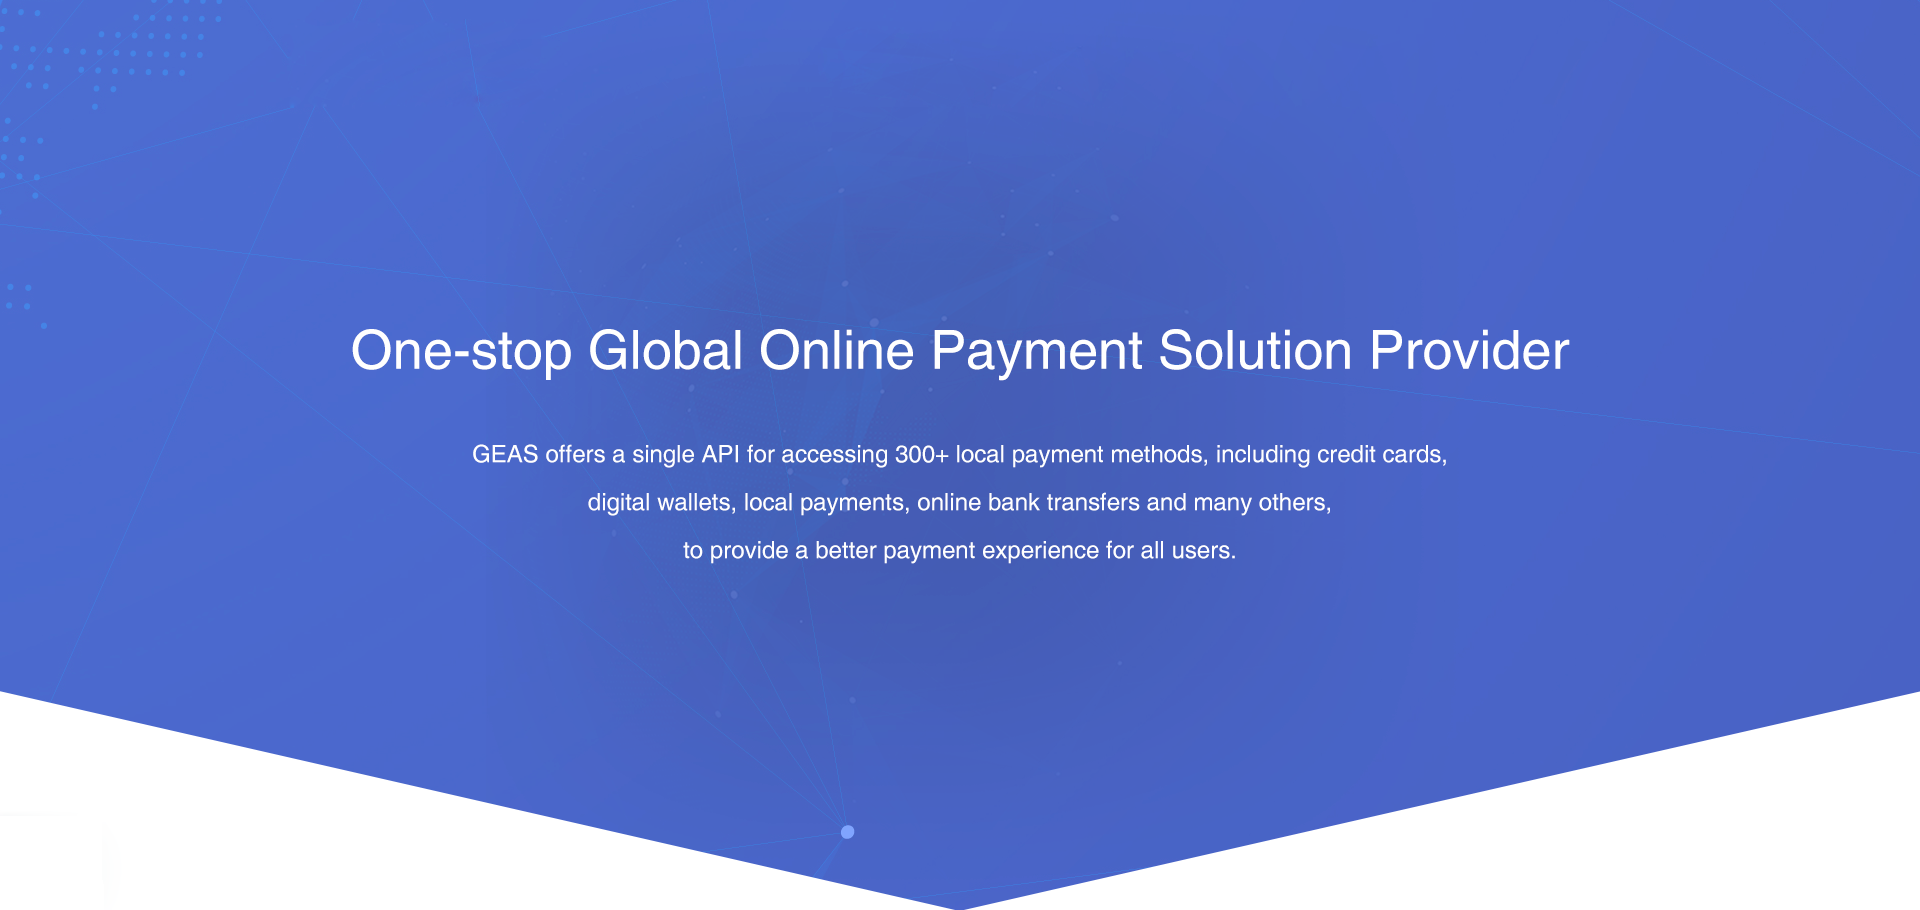 One-stop Global Online Payment Solution Provider
GEAS offers a single API for accessing 300+ local payment methods, including credit cards,
digital wallets, local payments, online bank transfers and many others,
to provide a better payment experience for all users.